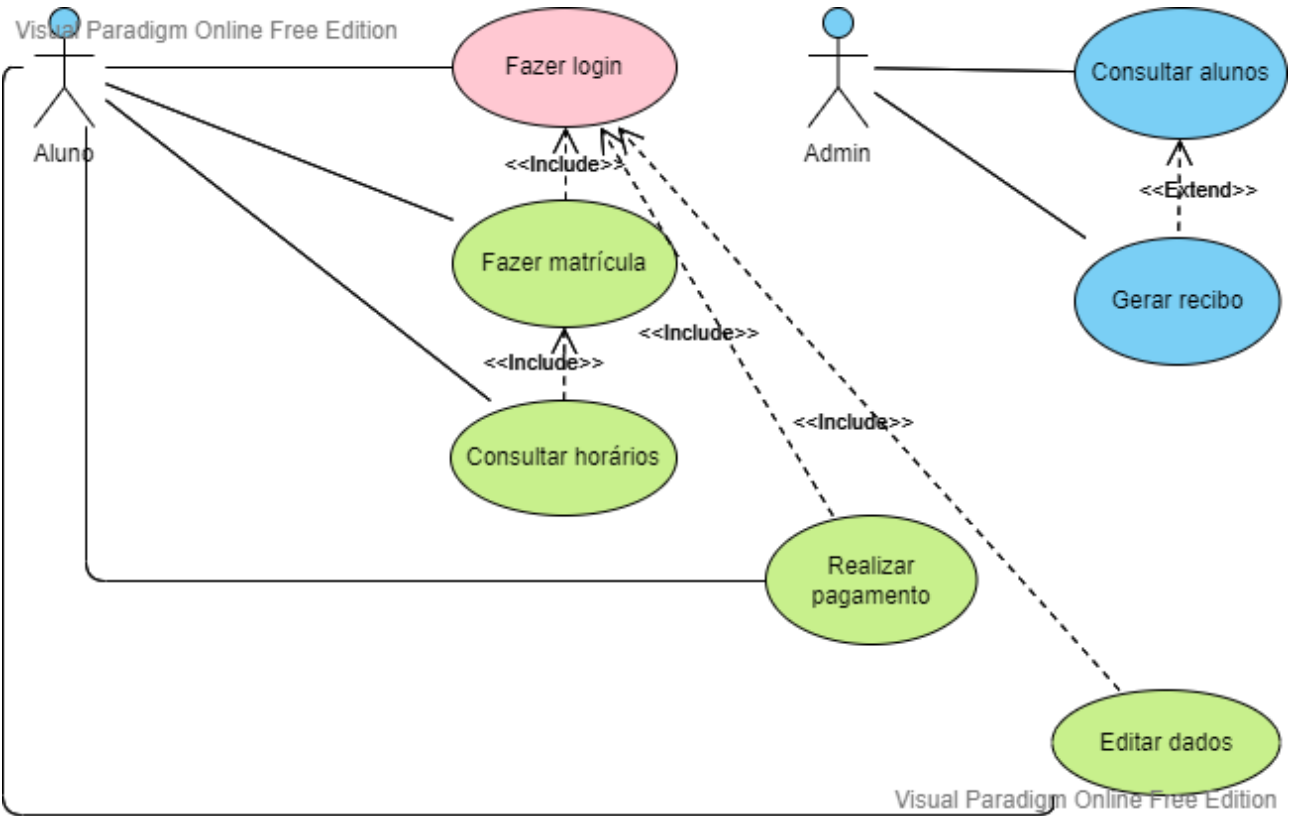 Visual Paradigm Online Free Edition
Fazer login
Consultar alunos
Aluno
Admin
<<Include>>
<<Extend>>
Fazer matrícula
Gerar recibo
<<Include>>
<<Include>>
<<Include>>
Consultar horários
Realizar
pagamento
Editar dados
Visual Paradigm Online Free Edition